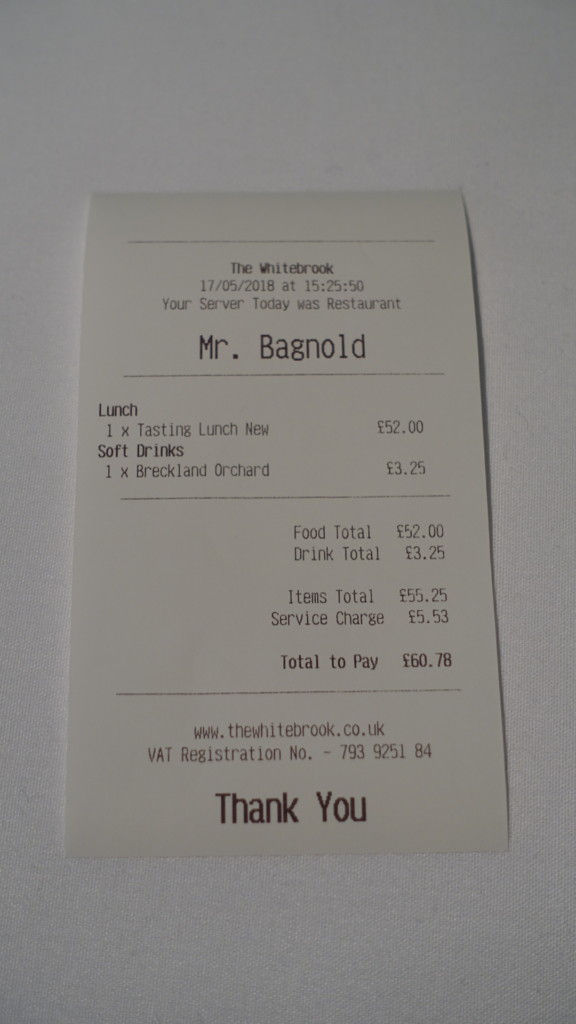 The Whitebrook
17/05/2018 at 15:25:50
Your Server Today was Restaurant
Mr. Bagnold
Lunch
1 x Tasting Lunch New £52.00
Soft Drinks
1 x Breckland Orchard £3.25
Food Total £52.00
Drink Total £3.25
Items Total £55.25
Service Charge £5.53
Total to Pay £60.78
www.thewhitebrook.co.uk
VAT Registration No. - 793 9251 84
Thank You